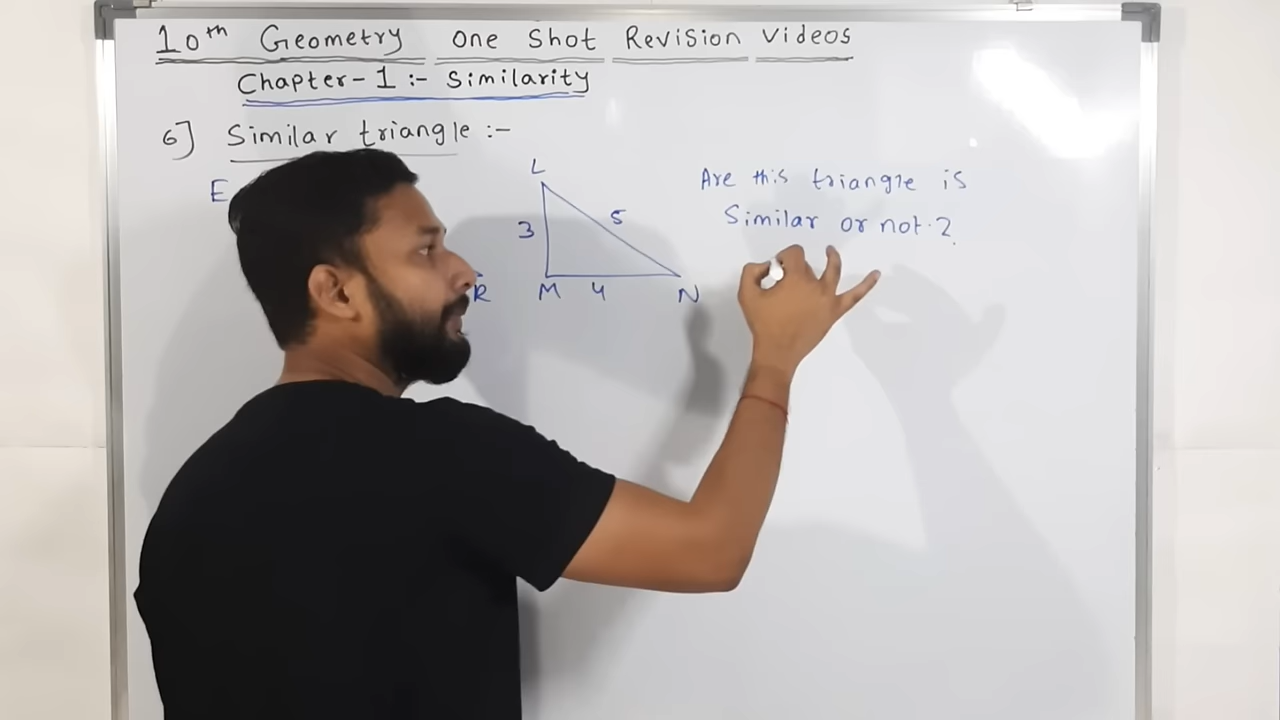 10th Geometry one shot Revision videos
Chapter-1 :- Similarity
6] Similar triangle :-
E
L
3
5
R
M
4
N
Are this triangle is
Similar or not.?